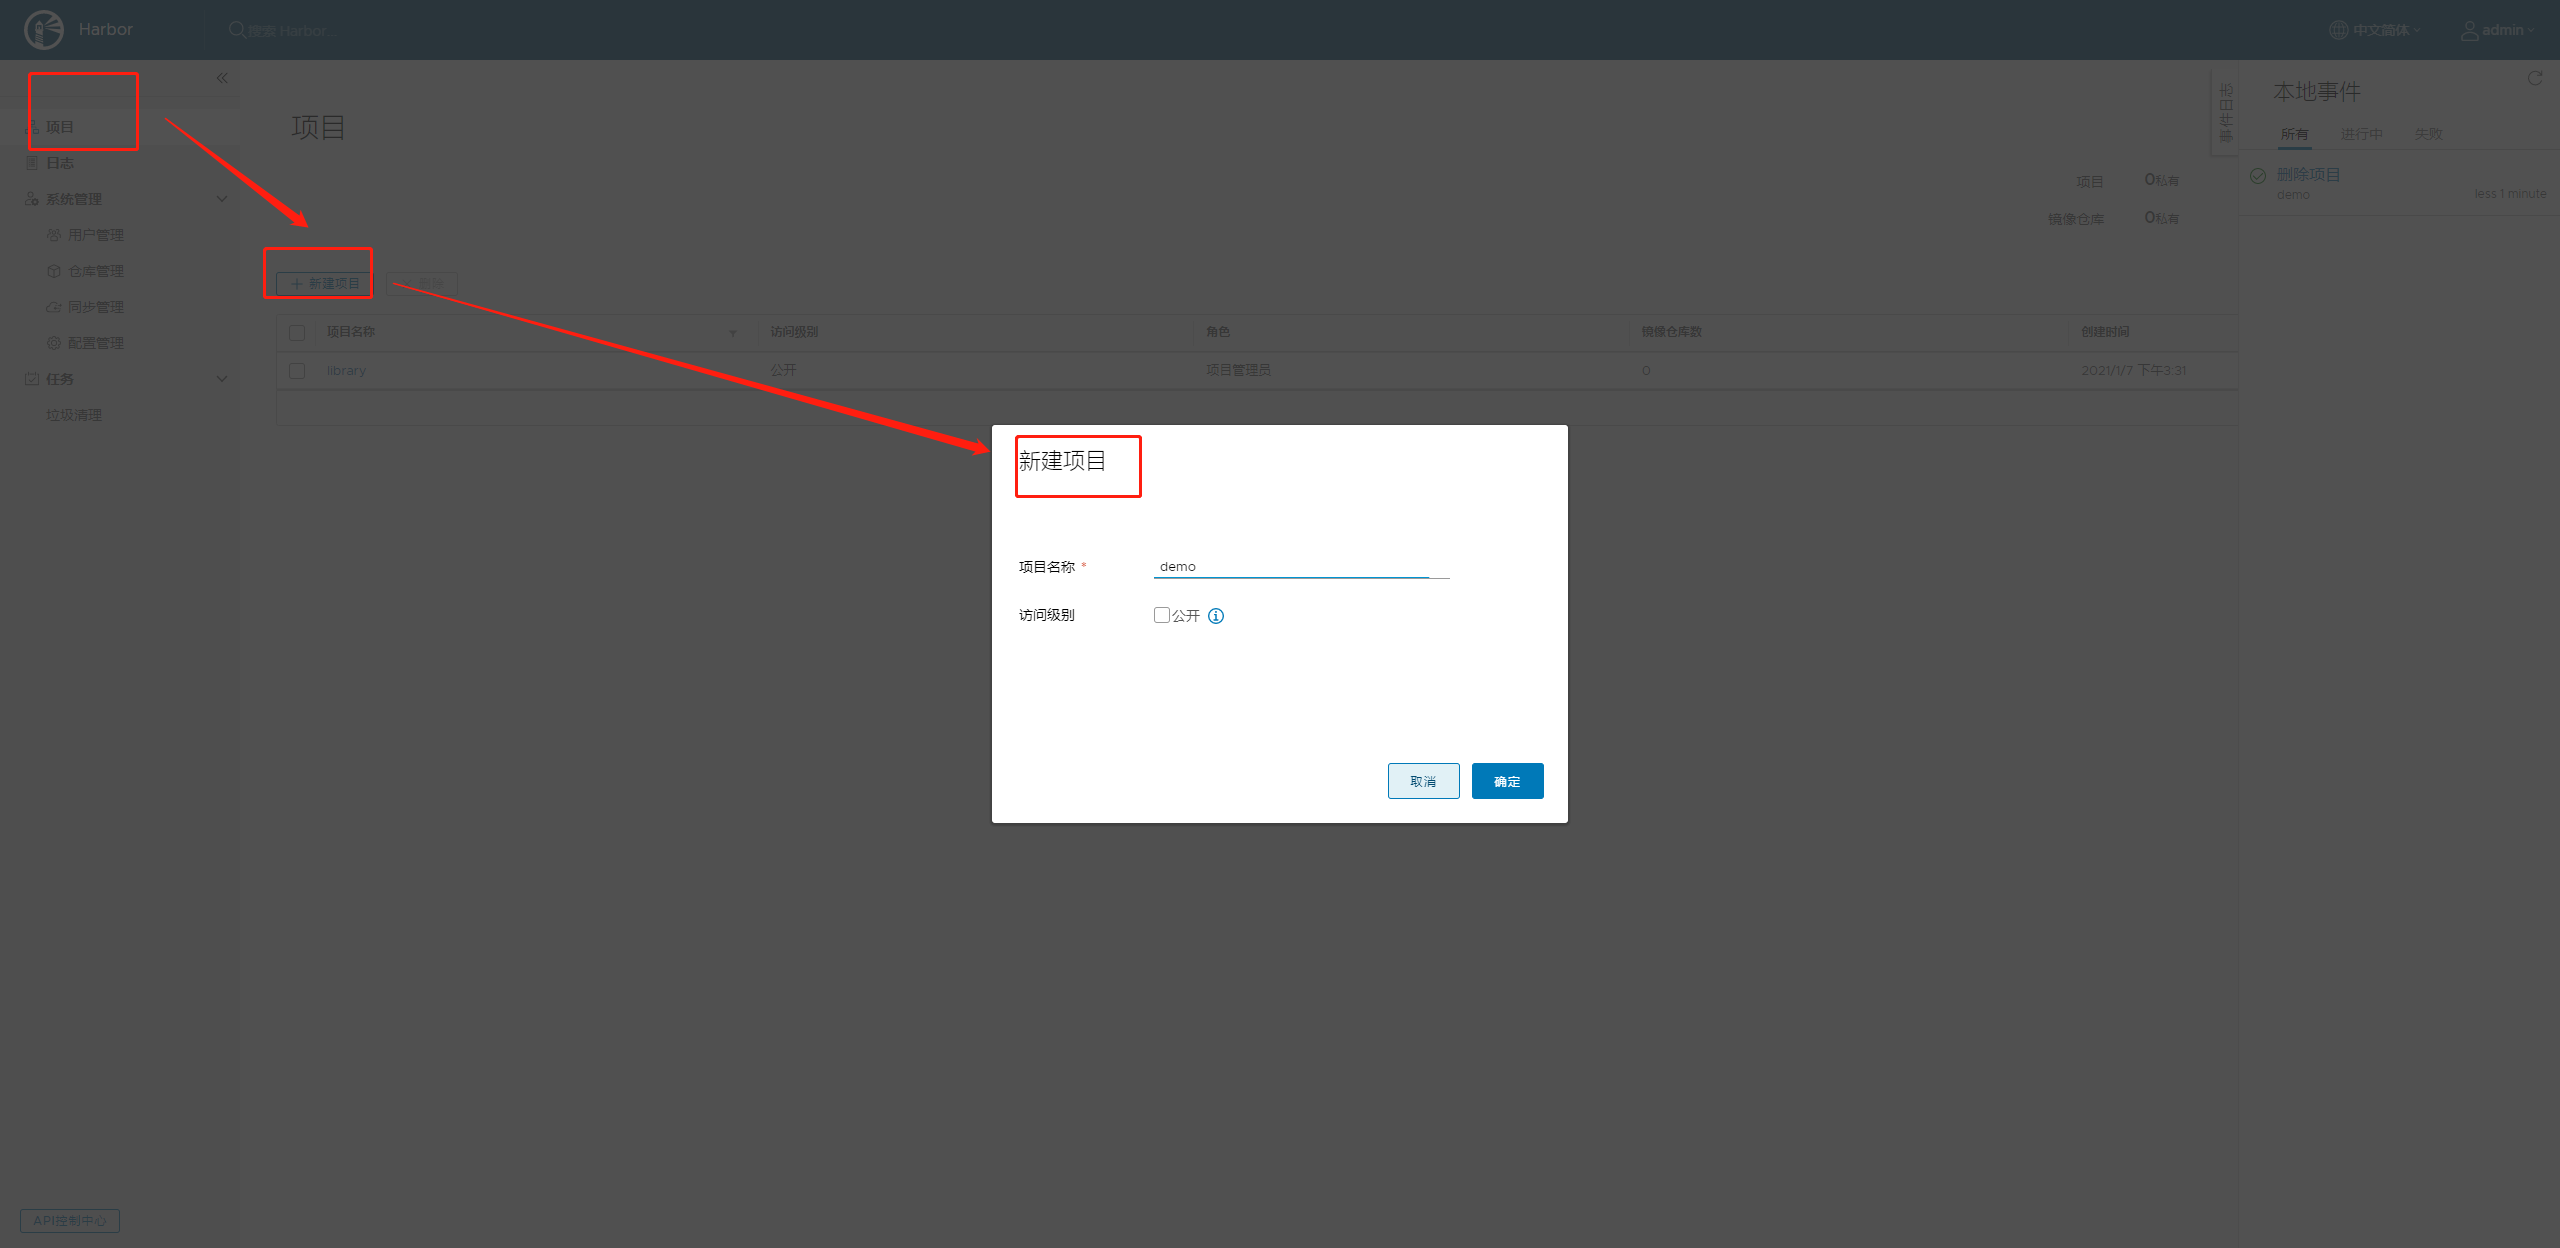 Harbor
搜索 Harbor...
中文简体
admin
项目
日志
系统管理
用户管理
仓库管理
同步管理
配置管理
任务
垃圾清理
API控制中心
项目
项目 0私有
镜像仓库 0私有
新建项目
项目名称 访问级别 角色 镜像仓库数 创建时间
library 公开 项目管理员 0 2021/1/7 下午3:31
事件日志
本地事件
所有 进行中 失败
删除项目
demo less 1 minute
新建项目
项目名称 * demo
访问级别 公开
取消 确定